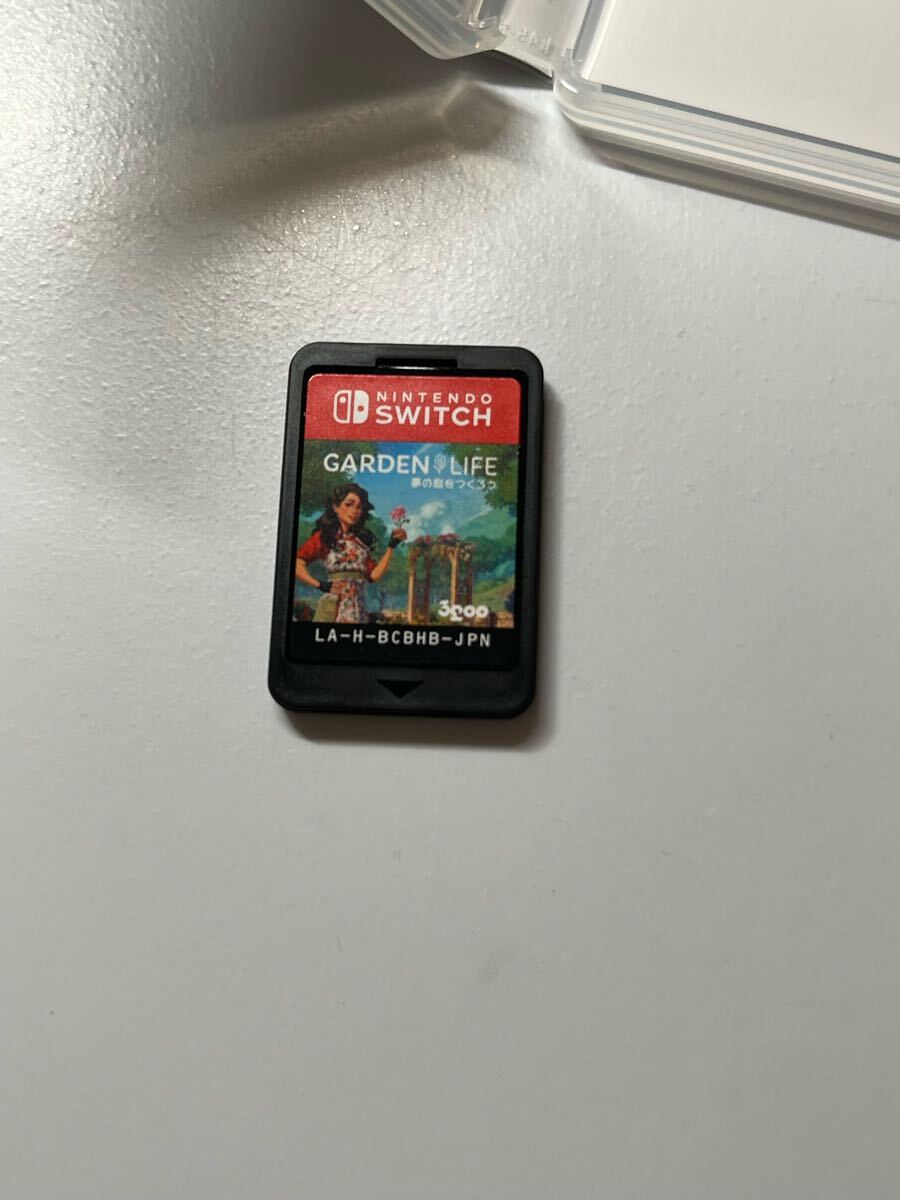 NINTENDO
SWITCH
GARDEN LIFE
夢の庭をつくろう
3goo
LA-H-BCBHB-JPN